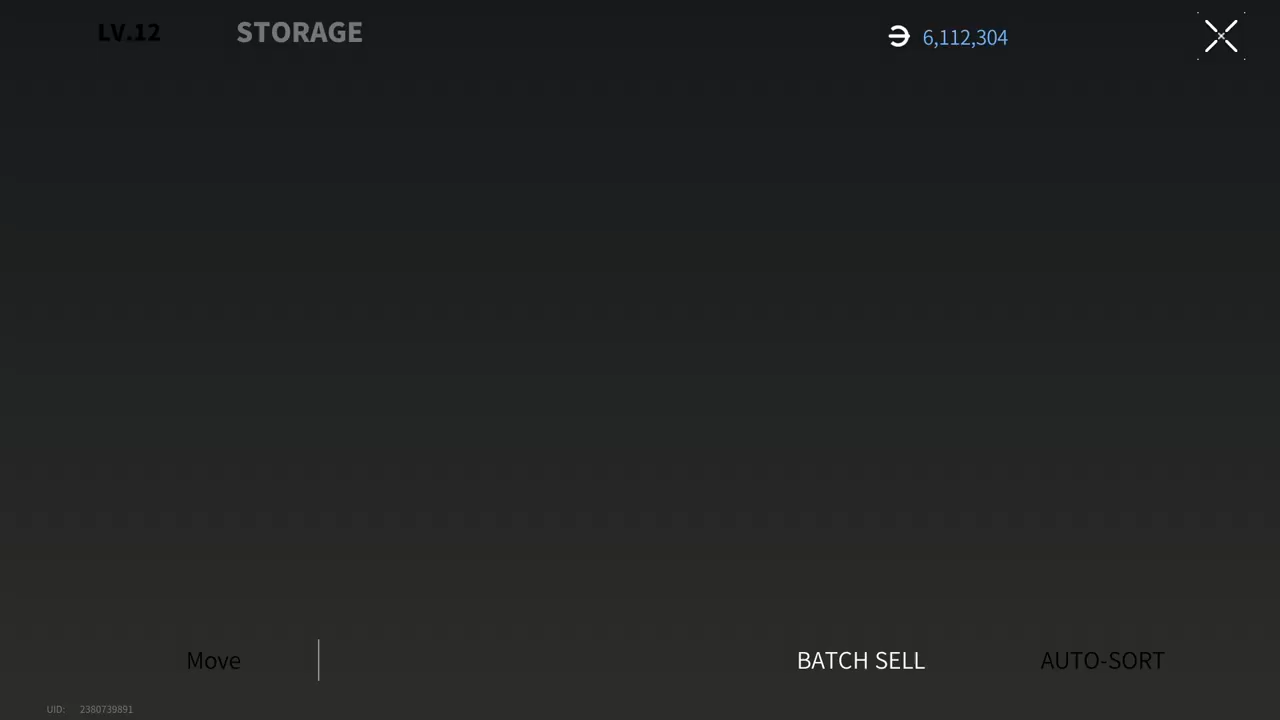 LV.12 STORAGE 6,112,304
Move BATCH SELL AUTO-SORT
UID: 2380739891